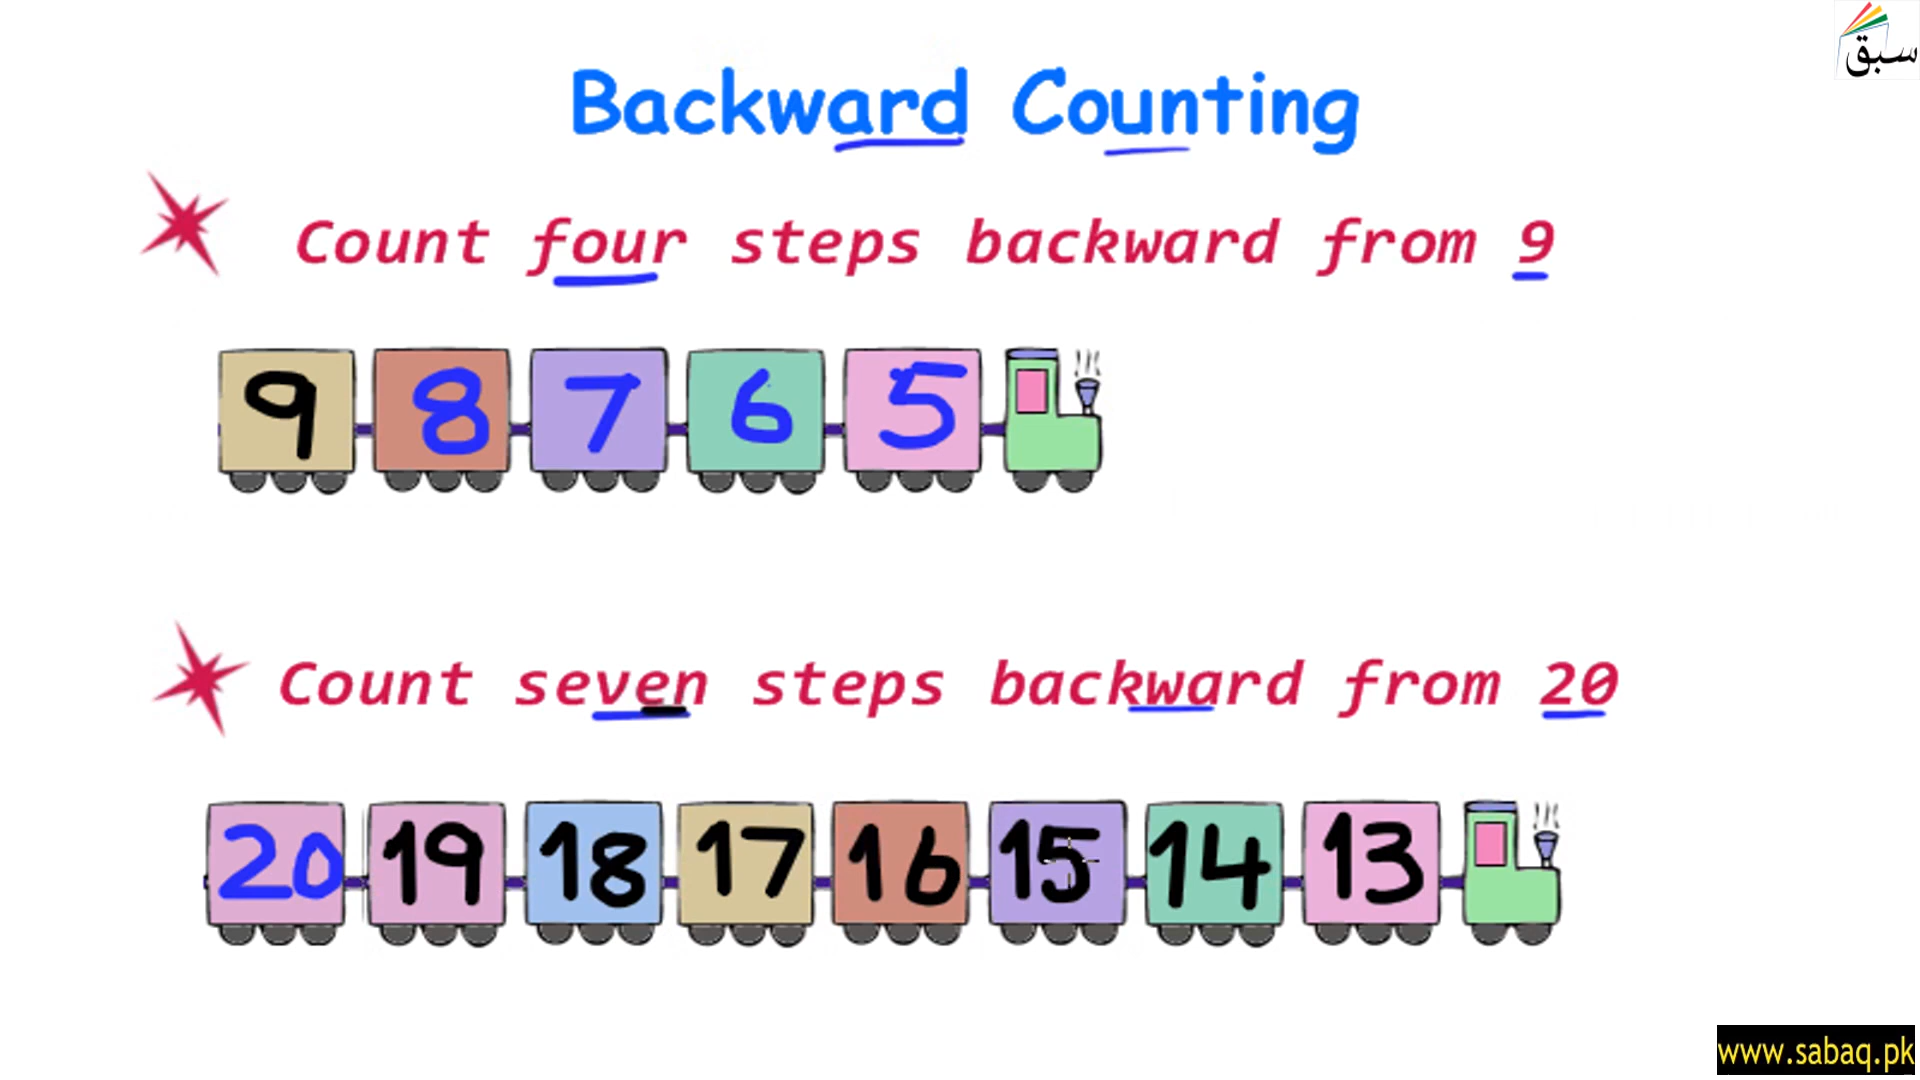 سبق
Backward Counting
Count four steps backward from 9
9 8 7 6 5
Count seven steps backward from 20
20 19 18 17 16 15 14 13
www.sabaq.pk